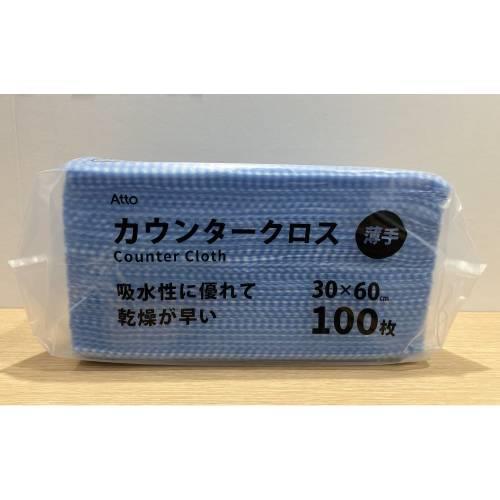 Atto
カウンタークロス 薄手
Counter Cloth
吸水性に優れて
乾燥が早い
30×60cm
100枚